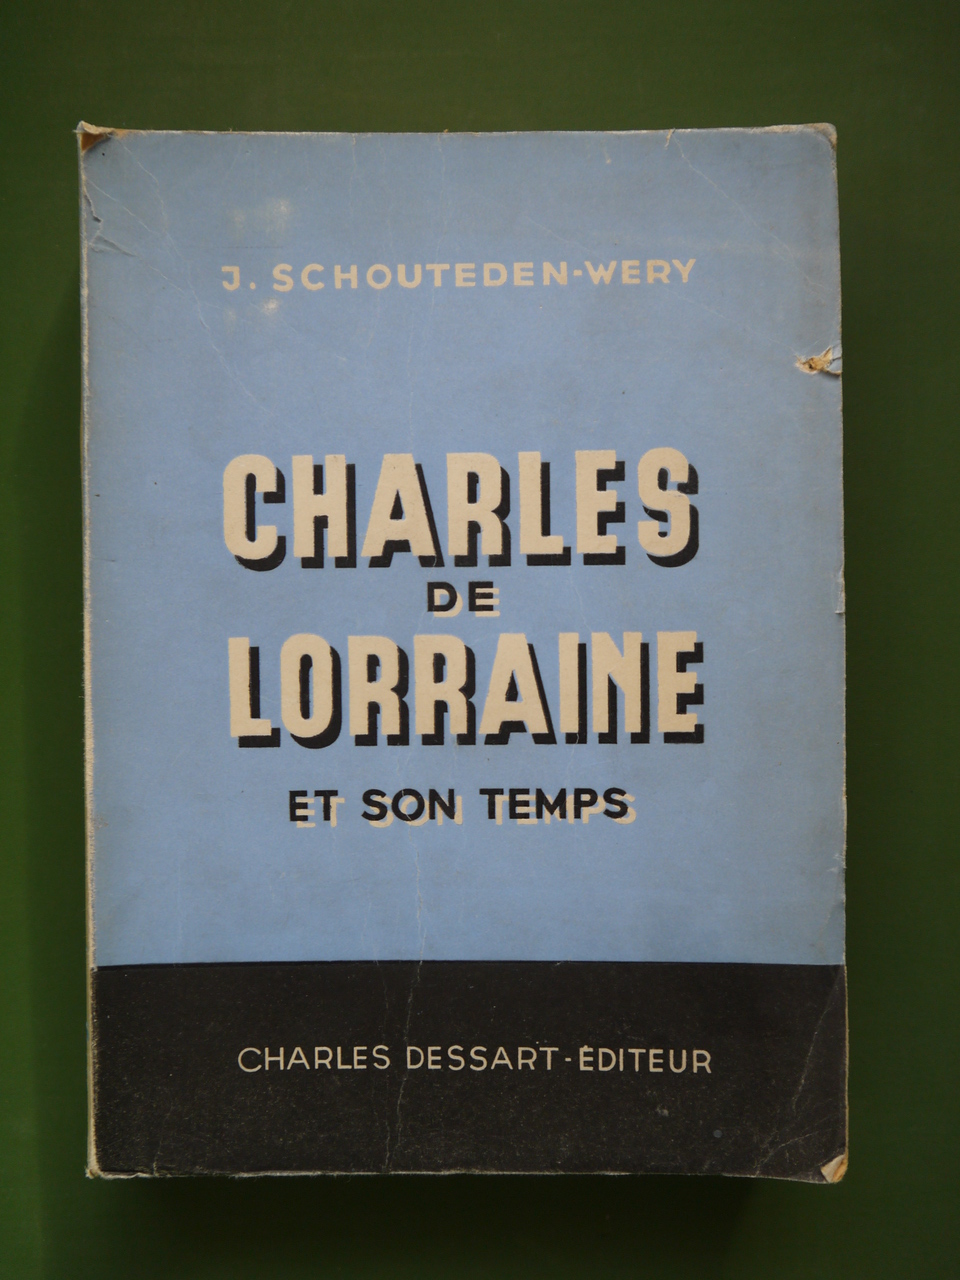 J. SCHOUTEDEN-WERY
CHARLES
DE
LORRAINE
ET SON TEMPS
CHARLES DESSART-ÉDITEUR